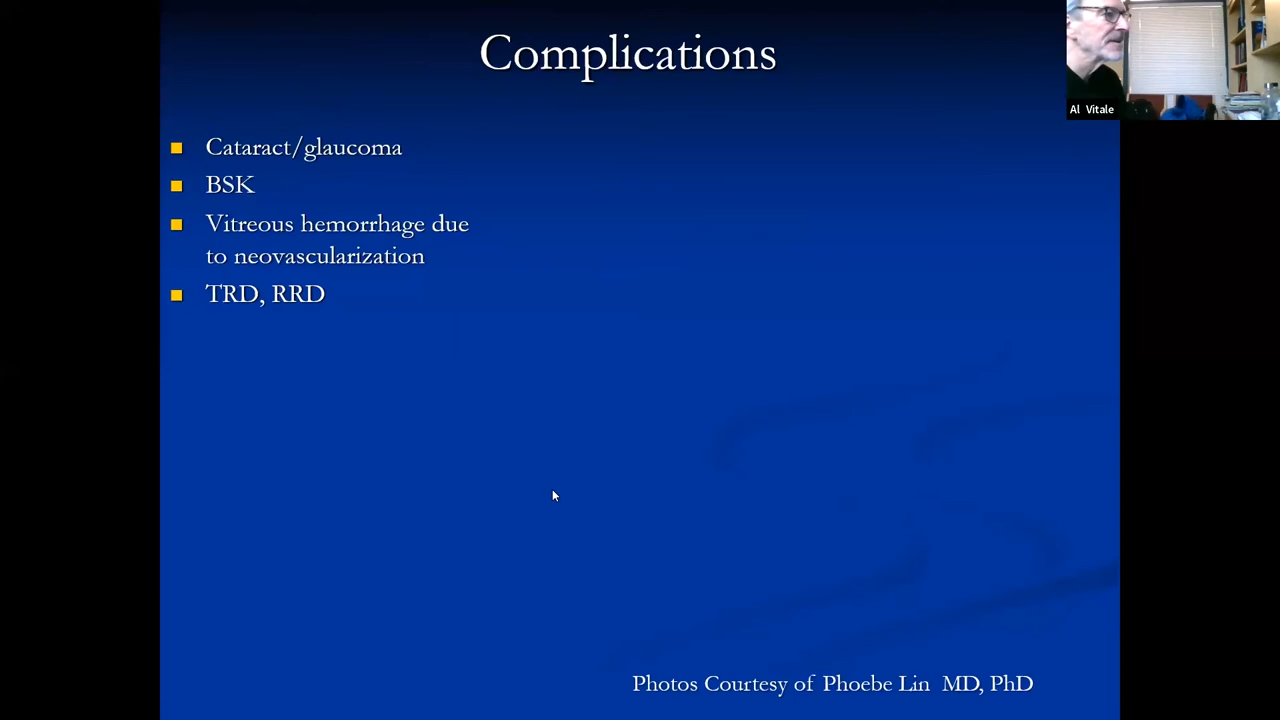 Complications
Al Vitale
Cataract/glaucoma
BSK
Vitreous hemorrhage due
to neovascularization
TRD, RRD
Photos Courtesy of Phoebe Lin MD, PhD